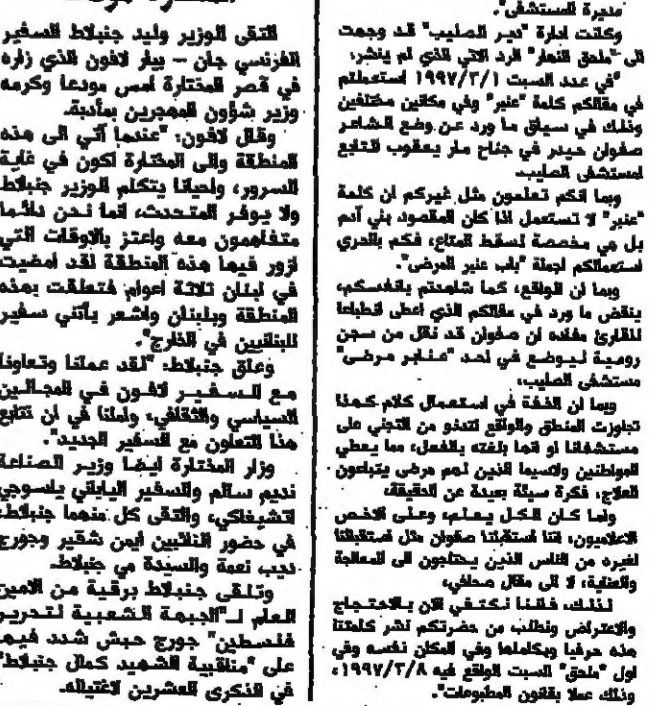 مديرة المستشفى".
وكانت ادارة "دير الصليب" قد وجهت
الى "ملحق النهار" الرد الآتي الذي لم ينشر:
"في عدد السبت ١٩٩٧/٣/١ استعملتم
في مقالكم كلمة "عنبر" وفي مكانين مختلفين
وذلك في سياق ما ورد عن وضع الشاعر
صفوان حيدر في جناح مار يعقوب التابع
لمستشفى الصليب.
وبما انكم تعلمون مثل غيركم ان كلمة
"عنبر" لا تستعمل اذا كان المقصود بني آدم
بل هي مخصصة لسقط المتاع، فكم بالحري
استعمالكم لجملة "باب عنبر المرضى".
وبما ان الواقع، كما شاهدتم بانفسكم،
ينقض ما ورد في مقالكم الذي اعطى انطباعا
للقارئ مفاده ان صفوان قد نقل من سجن
رومية ليوضع في احد "عنابر مرضى"
مستشفى الصليب،
وبما ان الخفة في استعمال كلام كهذا
تجاوزت المنطق والواقع لتدنو من التجني على
مستشفانا او انها بلغته بالفعل، مما يعطي
المواطنين ولاسيما الذين لهم مرضى يتابعون
العلاج، فكرة سيئة بعيدة عن الحقيقة،
ولما كان الكل يعلم، وعلى الاخص
الاعلاميون، اننا استقبلنا صفوان مثل استقبالنا
لغيره من الناس الذين يحتاجون الى المعالجة
والعناية، لا الى مقال صحافي،
لذلك، فاننا نكتفي الآن بالاحتجاج
والاعتراض ونطلب من حضرتكم نشر كلمتنا
هذه حرفيا وبكاملها وفي المكان نفسه وفي
اول "ملحق" السبت الواقع فيه ١٩٩٧/٣/٨،
وذلك عملا بقانون المطبوعات".
التقى الوزير وليد جنبلاط السفير
الفرنسي جان – بيار لافون الذي زاره
في قصر المختارة امس مودعا وكرمه
وزير شؤون المهجرين بمأدبة.
وقال لافون: "عندما آتي الى هذه
المنطقة والى المختارة اكون في غاية
السرور، واحيانا يتكلم الوزير جنبلاط
ولا يوفر المتحدث، انما نحن دائما
متفاهمون معه واعتز بالاوقات التي
ازور فيها هذه المنطقة لقد امضيت
في لبنان ثلاثة اعوام فتعلقت بهذه
المنطقة وبلبنان واشعر بأنني سفير
للبنانيين في الخارج".
وعلق جنبلاط: "لقد عملنا وتعاونا
مع السفير لافون في المجالين
السياسي والثقافي، واملنا في ان نتابع
هذا التعاون مع السفير الجديد".
وزار المختارة ايضا وزير الصناعة
نديم سالم والسفير الياباني ياسوجي
اتشيغاكي، والتقى كل منهما جنبلاط،
في حضور النائبين ايمن شقير وجورج
ديب نعمة والسيدة مي جنبلاط.
وتلقى جنبلاط برقية من الامين
العام لـ"الجبهة الشعبية لتحرير
فلسطين" جورج حبش شدد فيها
على "مناقبية الشهيد كمال جنبلاط"
في الذكرى العشرين لاغتياله.